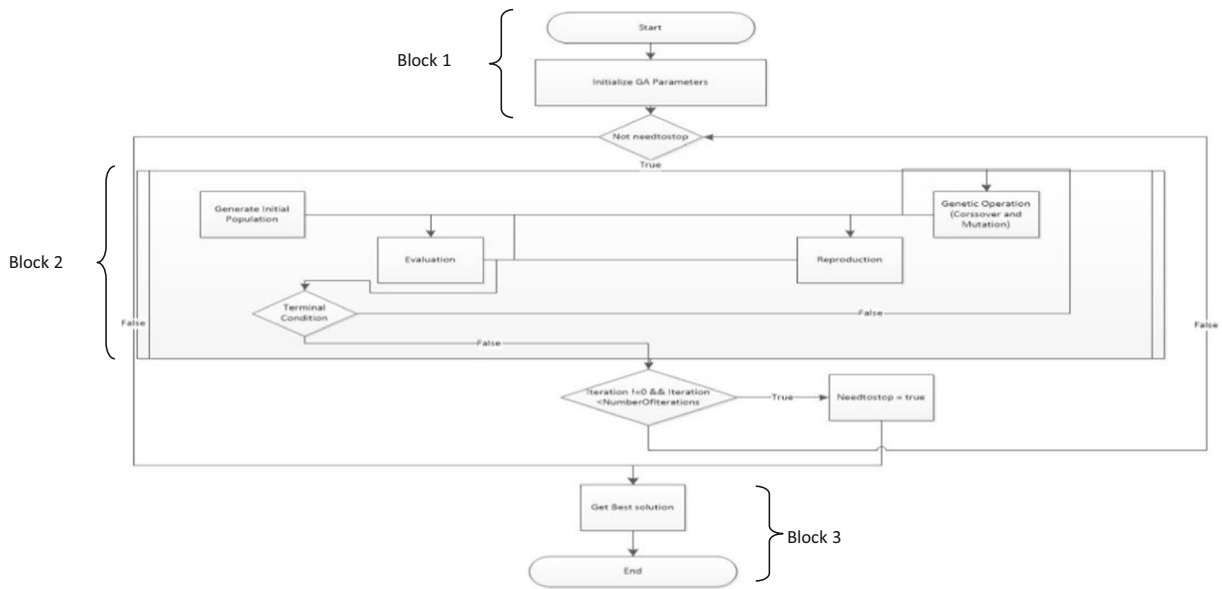 Start
Block 1
Initialize GA Parameters
Not needtostop
True
Generate Initial
Population
Genetic Operation
(Corssover and
Mutation)
Block 2
Evaluation
Reproduction
Terminal
Condition
False
False
False
False
Iteration !=0 && Iteration
<NumberOfIterations
True
Needtostop = true
Get Best solution
Block 3
End